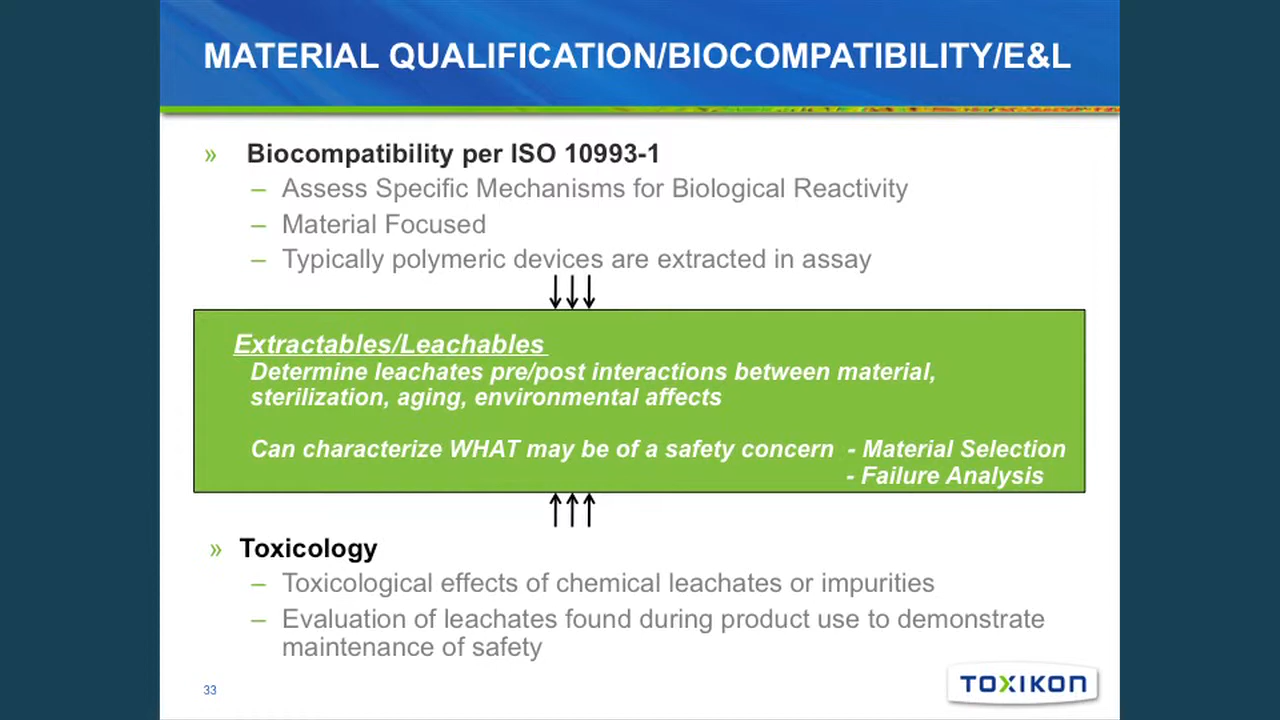 MATERIAL QUALIFICATION/BIOCOMPATIBILITY/E&L
» Biocompatibility per ISO 10993-1
– Assess Specific Mechanisms for Biological Reactivity
– Material Focused
– Typically polymeric devices are extracted in assay
Extractables/Leachables
Determine leachates pre/post interactions between material,
sterilization, aging, environmental affects
Can characterize WHAT may be of a safety concern - Material Selection
- Failure Analysis
» Toxicology
– Toxicological effects of chemical leachates or impurities
– Evaluation of leachates found during product use to demonstrate
maintenance of safety
33
TOXIKON